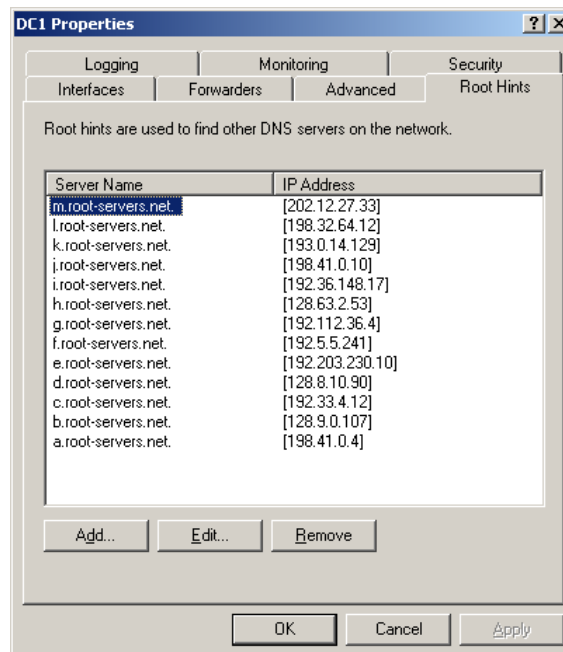 DC1 Properties
Logging Monitoring Security
Interfaces Forwarders Advanced Root Hints
Root hints are used to find other DNS servers on the network.
Server Name IP Address
m.root-servers.net. [202.12.27.33]
l.root-servers.net. [198.32.64.12]
k.root-servers.net. [193.0.14.129]
j.root-servers.net. [198.41.0.10]
i.root-servers.net. [192.36.148.17]
h.root-servers.net. [128.63.2.53]
g.root-servers.net. [192.112.36.4]
f.root-servers.net. [192.5.5.241]
e.root-servers.net. [192.203.230.10]
d.root-servers.net. [128.8.10.90]
c.root-servers.net. [192.33.4.12]
b.root-servers.net. [128.9.0.107]
a.root-servers.net. [198.41.0.4]
Add... Edit... Remove
OK Cancel Apply